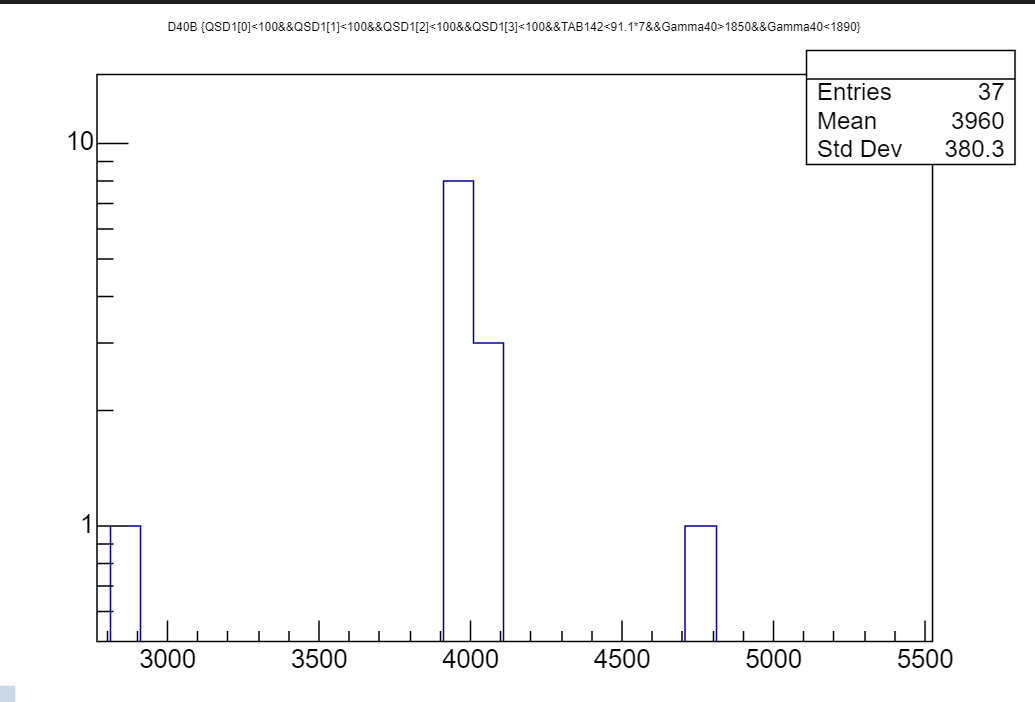 D40B {QSD1[0]<100&&QSD1[1]<100&&QSD1[2]<100&&QSD1[3]<100&&TAB142<91.1*7&&Gamma40>1850&&Gamma40<1890}
Entries 37
Mean 3960
Std Dev 380.3
10
1
3000 3500 4000 4500 5000 5500